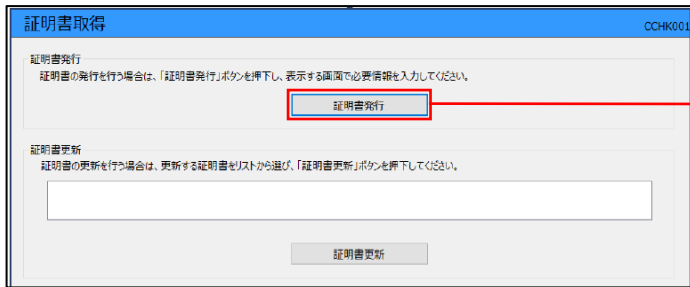 証明書取得
CCHK001
証明書発行
証明書の発行を行う場合は、「証明書発行」ボタンを押下し、表示する画面で必要情報を入力してください。
証明書発行
証明書更新
証明書の更新を行う場合は、更新する証明書をリストから選び、「証明書更新」ボタンを押下してください。
証明書更新